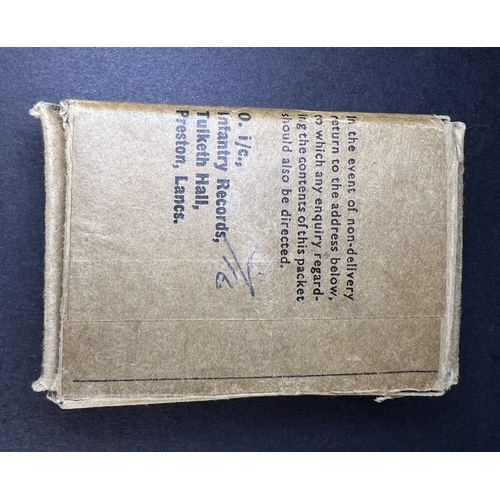 In the event of non-delivery
return to the address below,
to which any enquiry regard-
ing the contents of this packet
should also be directed.
O. i/c.,
Infantry Records,
Tulketh Hall,
Preston, Lancs.